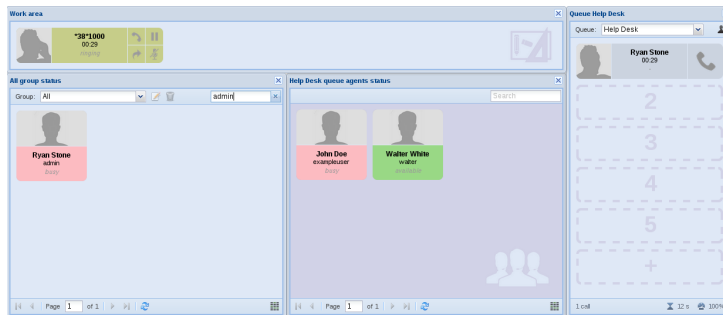 Work area
*38*1000
00:29
ringing
All group status
Group: All
admin
Ryan Stone
admin
busy
Page 1 of 1
Help Desk queue agents status
Search
John Doe
exampleuser
busy
Walter White
walter
available
Page 1 of 1
Queue Help Desk
Queue: Help Desk
Ryan Stone
00:29
2
3
4
5
+
1 call
12 s
100%